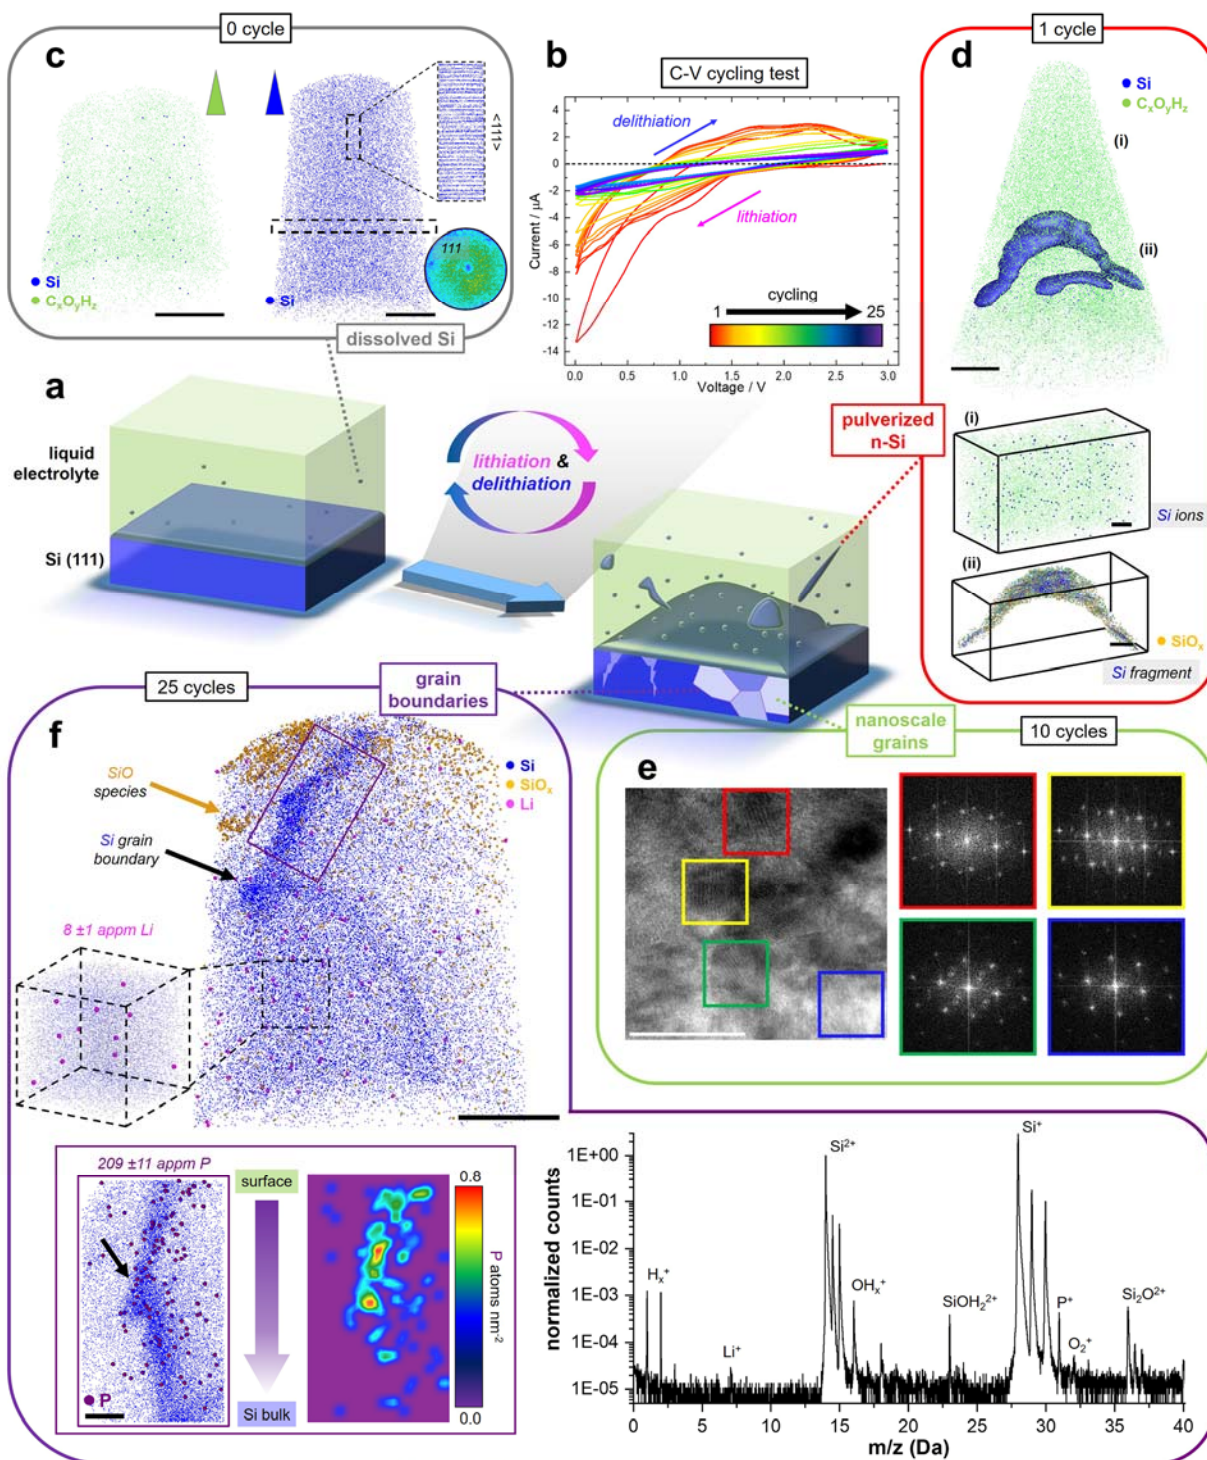 0 cycle
c
<111>
111
Si
CₓOᵧH_z
Si
dissolved Si
b
C-V cycling test
delithiation
lithiation
cycling
1
25
4
2
0
-2
-4
-6
-8
-10
-12
-14
Current / µA
0.0
0.5
1.0
1.5
2.0
2.5
3.0
Voltage / V
1 cycle
d
Si
CₓOᵧH_z
(i)
(ii)
(i)
Si ions
(ii)
SiOₓ
Si fragment
pulverized
n-Si
a
liquid
electrolyte
Si (111)
lithiation &
delithiation
grain
boundaries
nanoscale
grains
25 cycles
f
SiO
species
Si grain
boundary
Si
SiOₓ
Li
8 ±1 appm Li
10 cycles
e
209 ±11 appm P
P
surface
Si bulk
0.8
0.0
P atoms nm⁻²
normalized counts
1E+00
1E-01
1E-02
1E-03
1E-04
1E-05
Hₓ⁺
Li⁺
Si²⁺
OHₓ⁺
SiOH₂²⁺
Si⁺
P⁺
O₂⁺
Si₂O²⁺
0
5
10
15
20
25
30
35
40
m/z (Da)